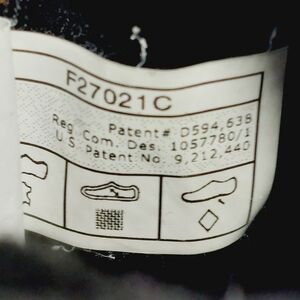 F27021C
Patent# D594,638
Reg. Com. Des. 1057780/1
U.S. Patent No. 9,212,440